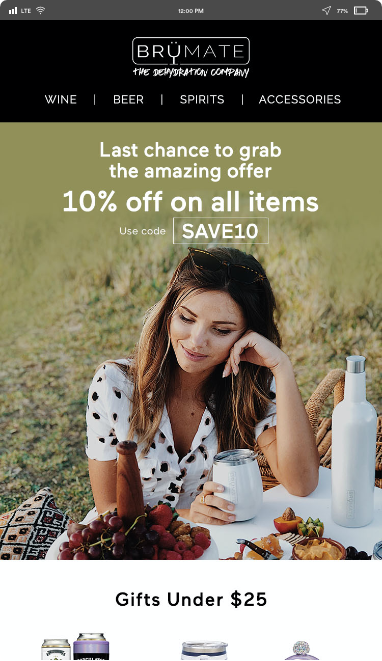 LTE
12:00 PM
77%
BRÜMATE
THE DEHYDRATION COMPANY
WINE | BEER | SPIRITS | ACCESSORIES
Last chance to grab
the amazing offer
10% off on all items
Use code SAVE10
Gifts Under $25